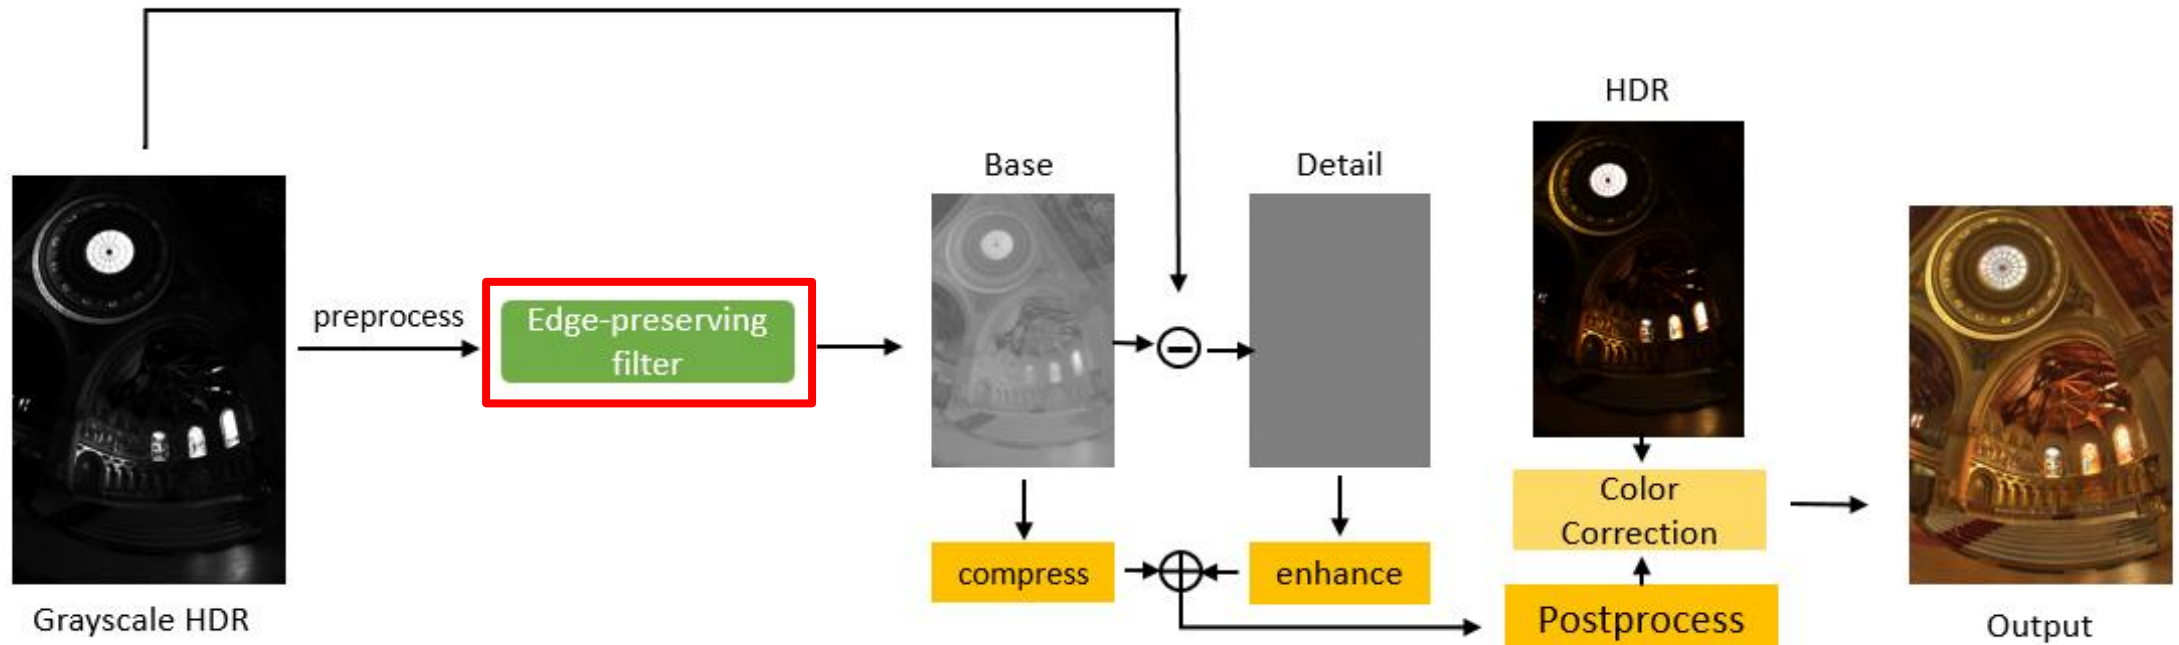 HDR
Base
Detail
preprocess
Edge-preserving
filter
Color
Correction
compress
enhance
Postprocess
Grayscale HDR
Output